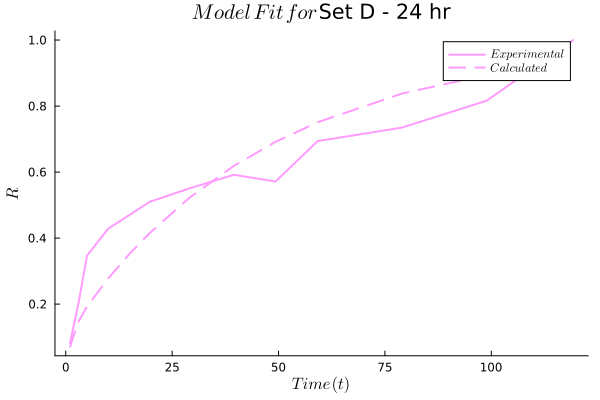 Model Fit for Set D - 24 hr
1.0
Experimental
Calculated
0.8
0.6
R
0.4
0.2
0 25 50 75 100
Time(t)